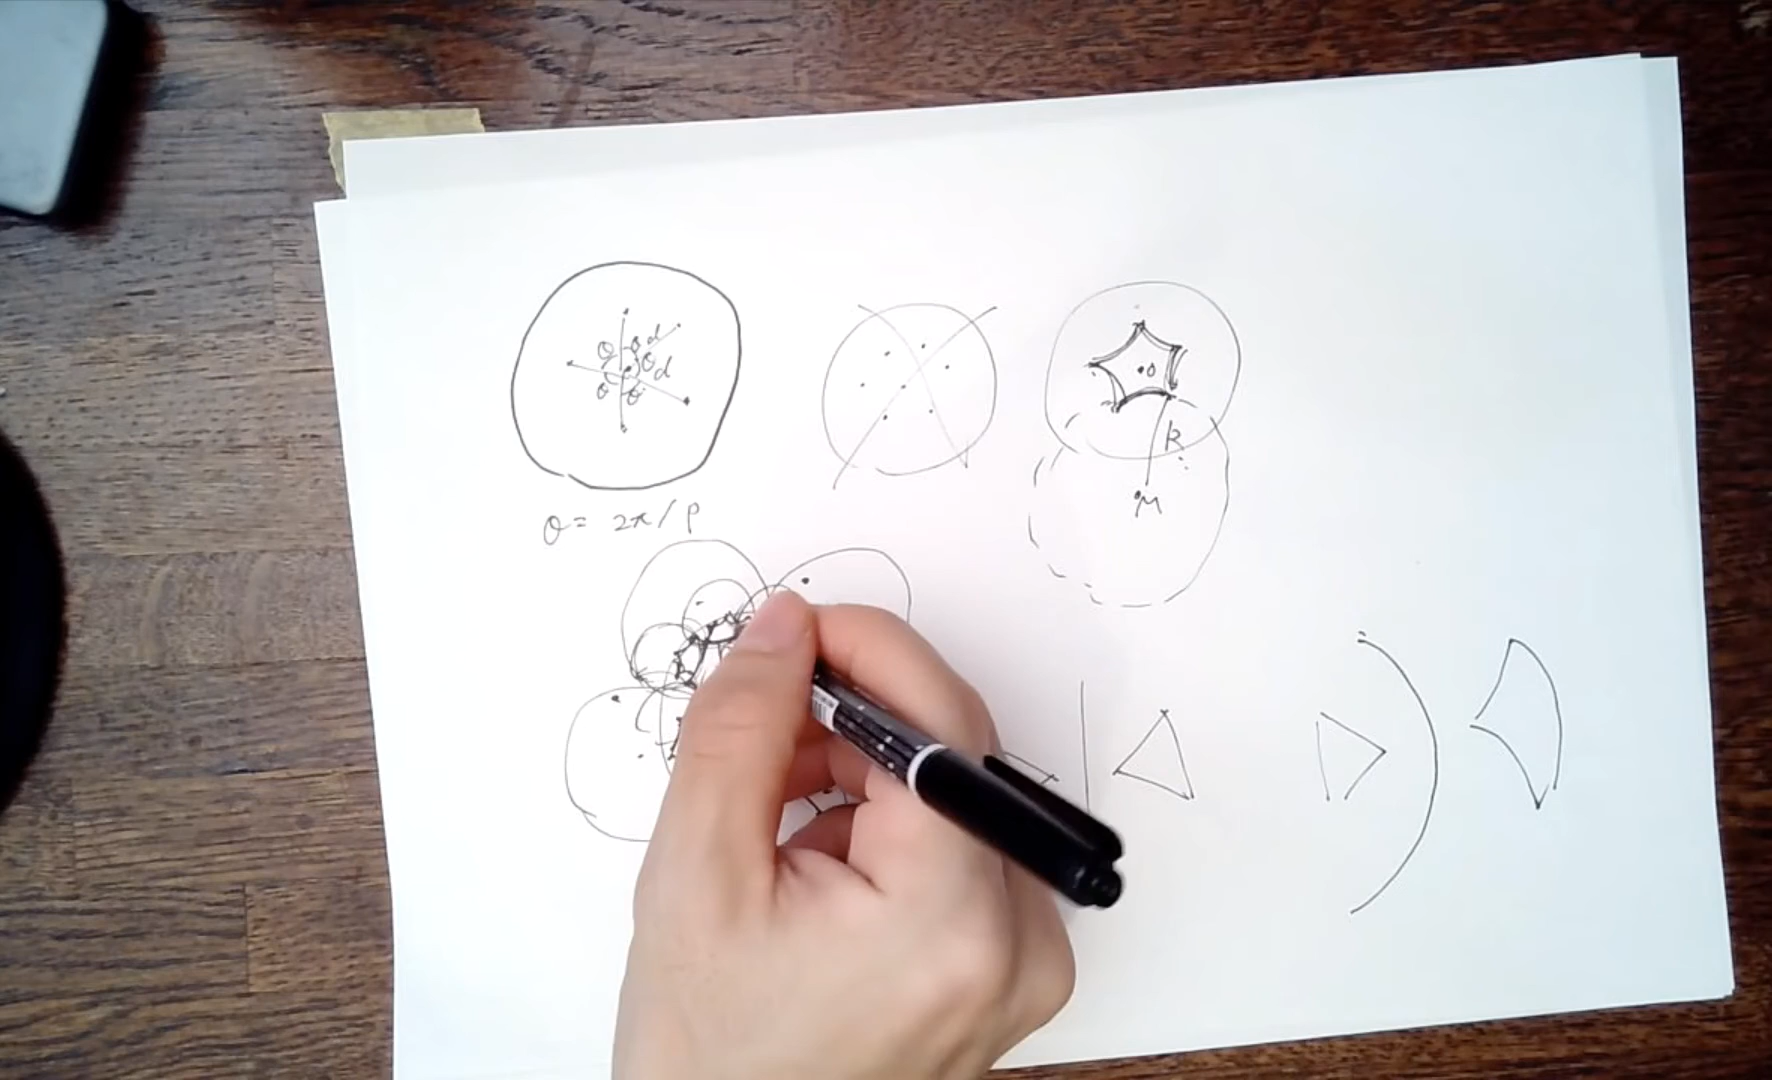 θ θ d
θ d
θ θ
θ = 2π/p
o
R
M